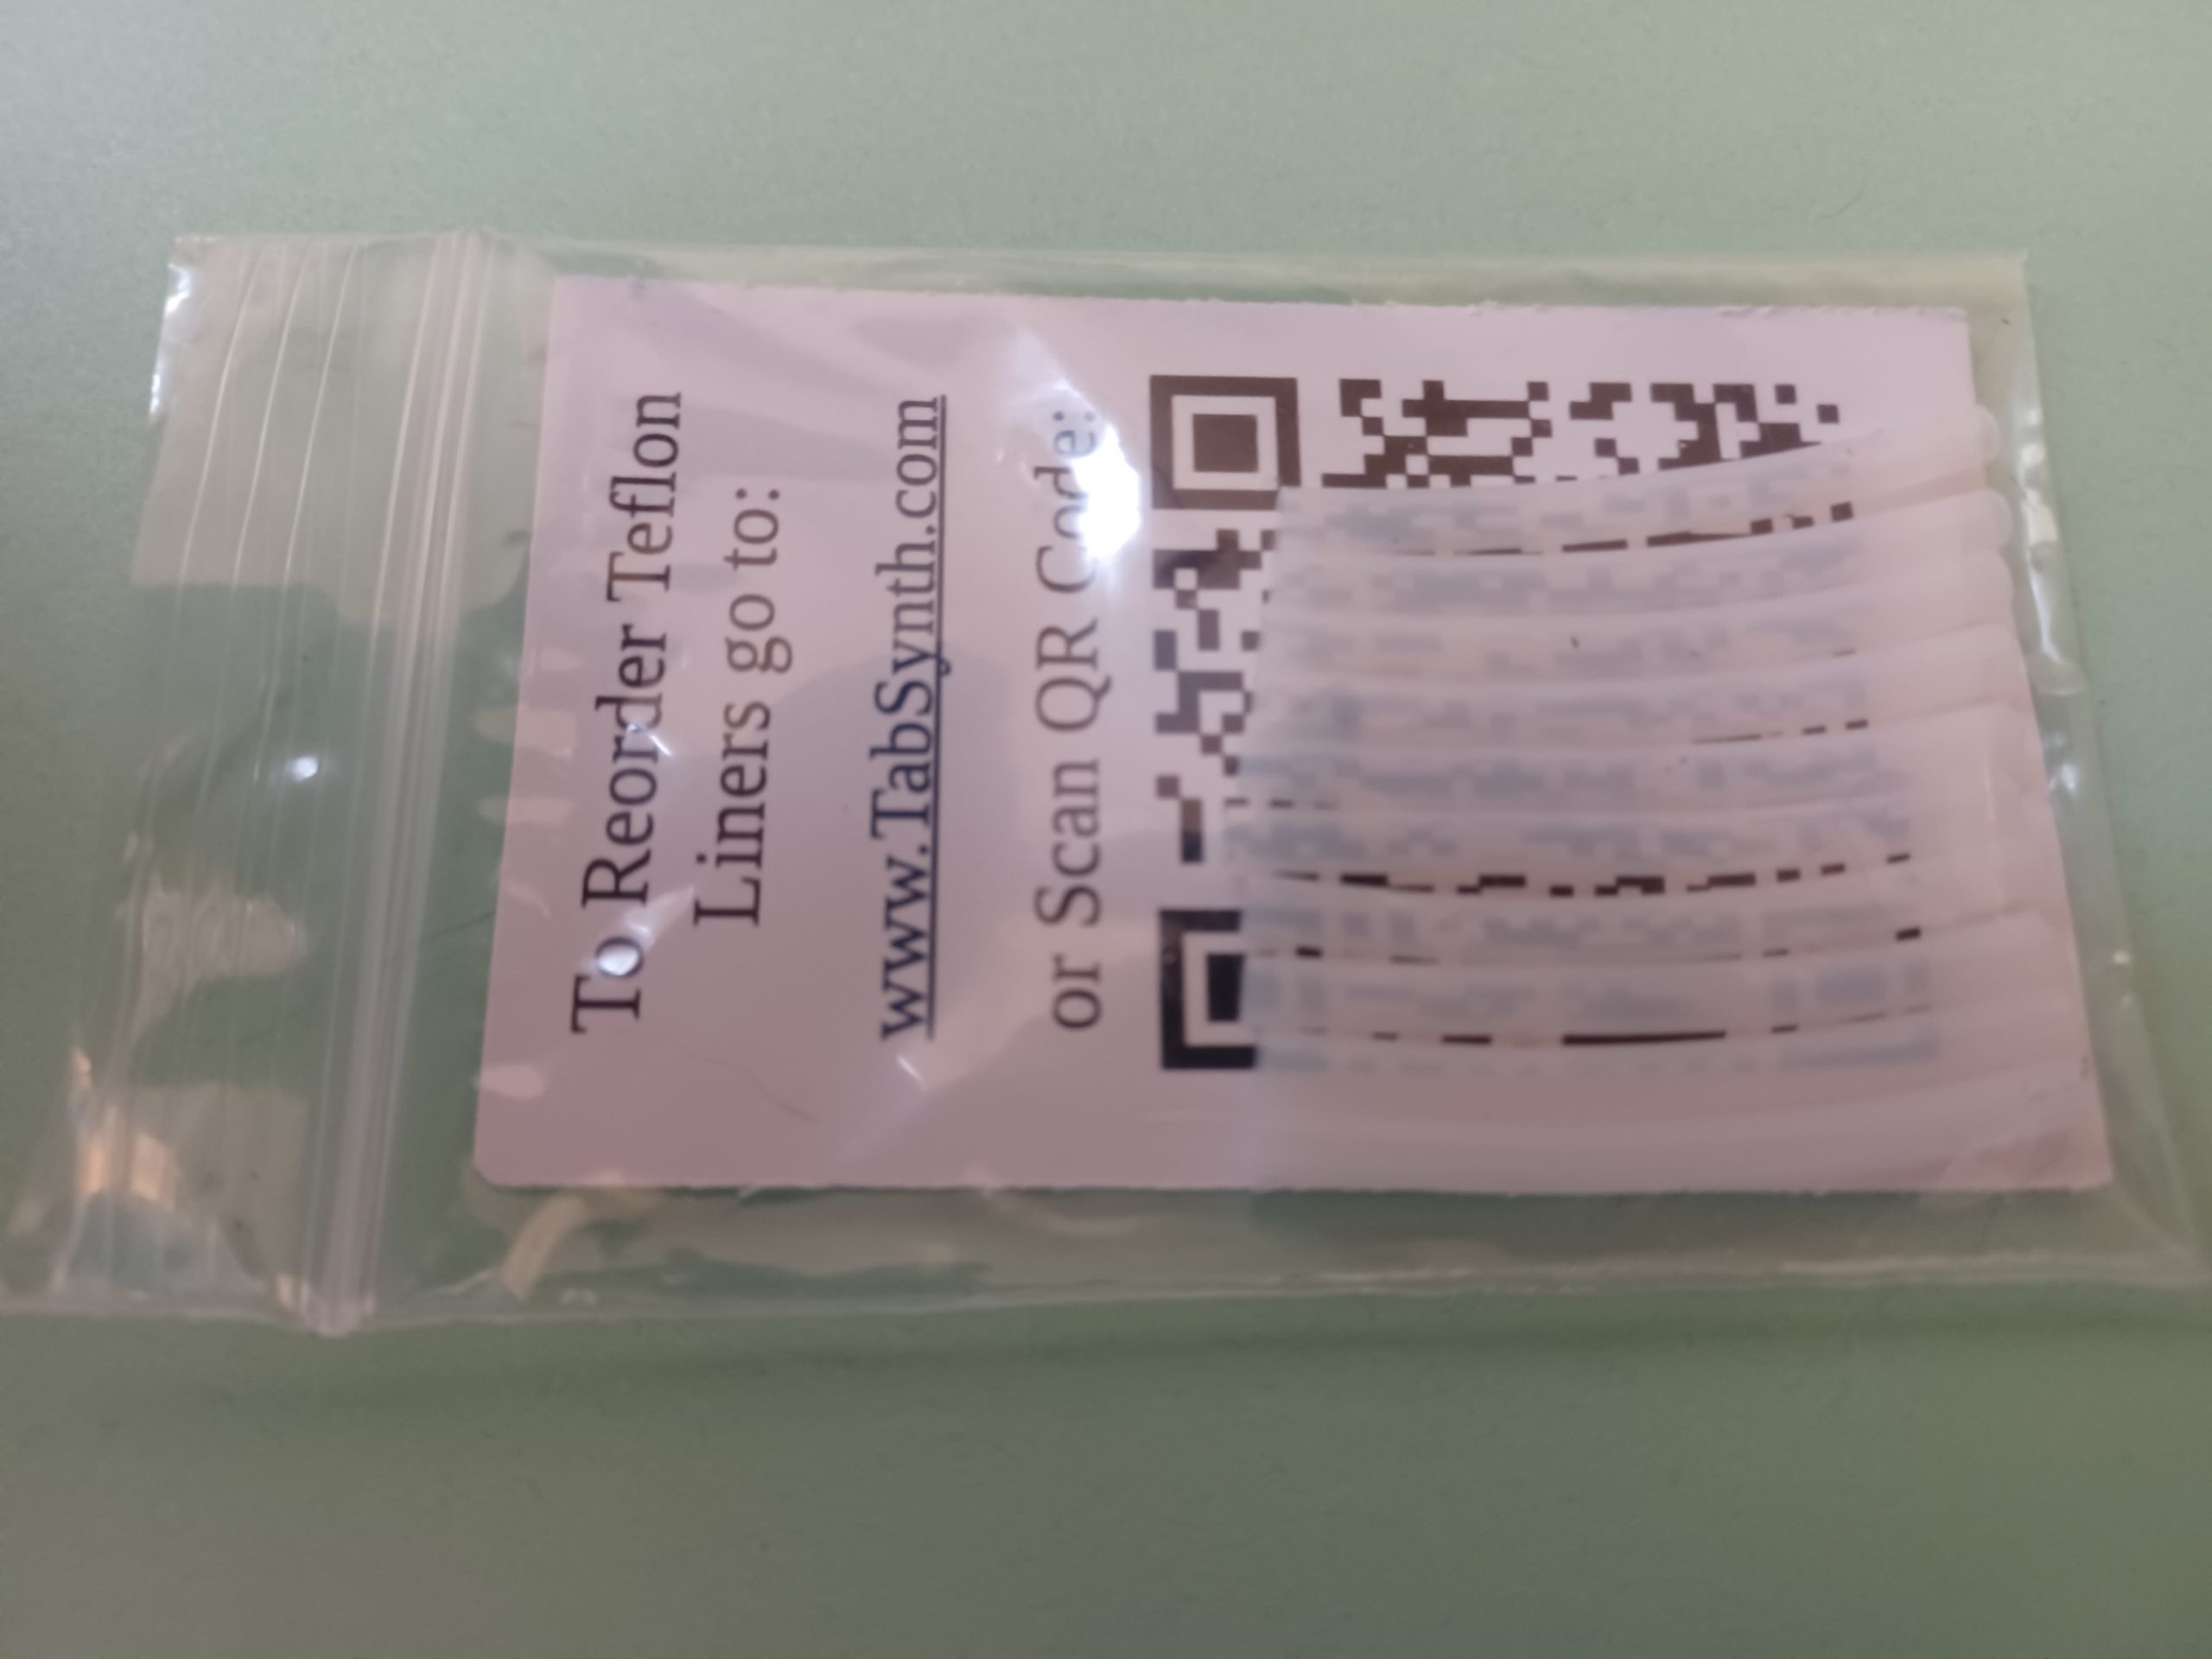 To Reorder Teflon
Liners go to:
www.TabSynth.com
or Scan QR Code: